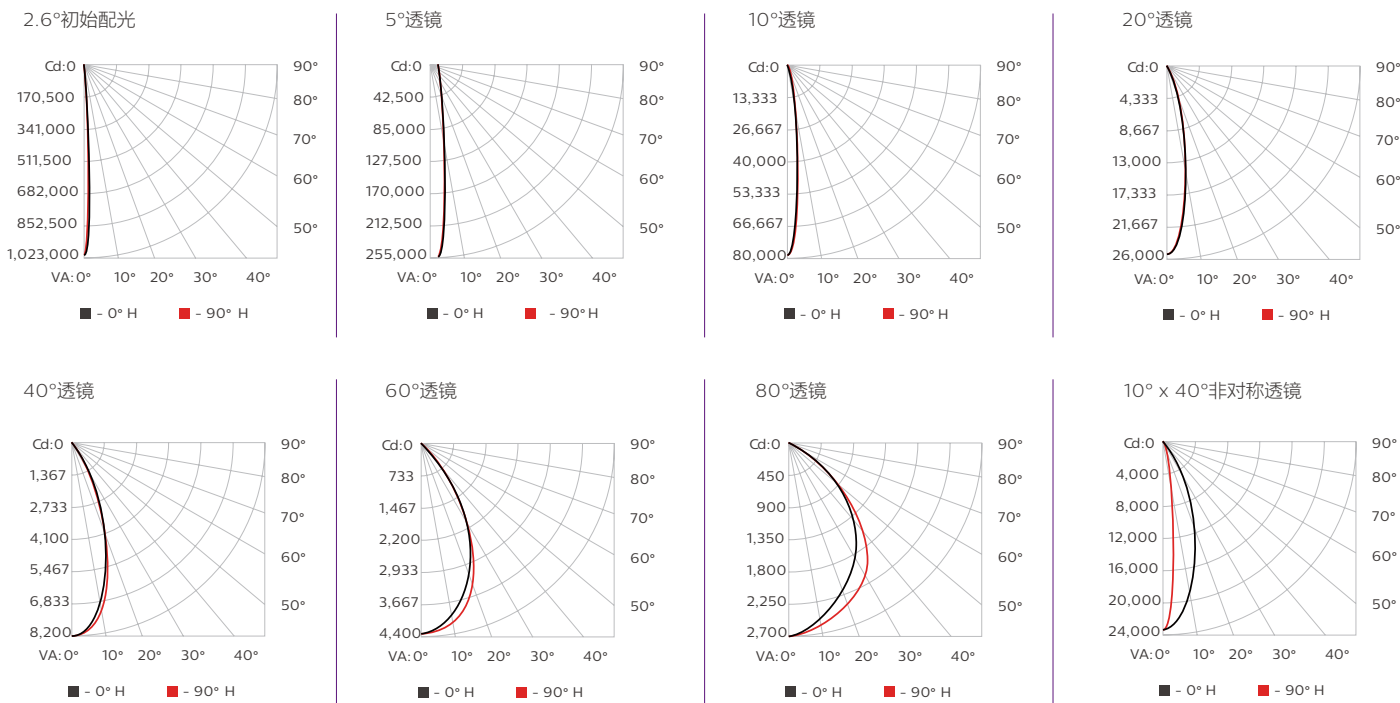 2.6°初始配光
Cd:0
170,500
341,000
511,500
682,000
852,500
1,023,000
90°
80°
70°
60°
50°
VA: 0° 10° 20° 30° 40°
- 0° H - 90° H
5°透镜
Cd:0
42,500
85,000
127,500
170,000
212,500
255,000
90°
80°
70°
60°
50°
VA: 0° 10° 20° 30° 40°
- 0° H - 90° H
10°透镜
Cd:0
13,333
26,667
40,000
53,333
66,667
80,000
90°
80°
70°
60°
50°
VA: 0° 10° 20° 30° 40°
- 0° H - 90° H
20°透镜
Cd:0
4,333
8,667
13,000
17,333
21,667
26,000
90°
80°
70°
60°
50°
VA: 0° 10° 20° 30° 40°
- 0° H - 90° H
40°透镜
Cd:0
1,367
2,733
4,100
5,467
6,833
8,200
90°
80°
70°
60°
50°
VA: 0° 10° 20° 30° 40°
- 0° H - 90° H
60°透镜
Cd:0
733
1,467
2,200
2,933
3,667
4,400
90°
80°
70°
60°
50°
VA: 0° 10° 20° 30° 40°
- 0° H - 90° H
80°透镜
Cd:0
450
900
1,350
1,800
2,250
2,700
90°
80°
70°
60°
50°
VA: 0° 10° 20° 30° 40°
- 0° H - 90° H
10° x 40°非对称透镜
Cd:0
4,000
8,000
12,000
16,000
20,000
24,000
90°
80°
70°
60°
50°
VA: 0° 10° 20° 30° 40°
- 0° H - 90° H